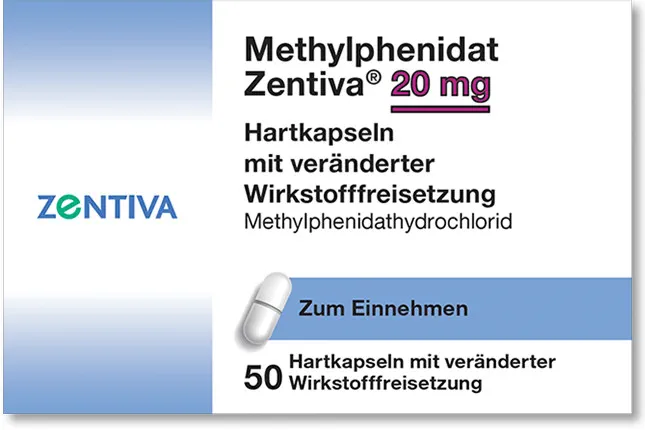 Methylphenidat
Zentiva® 20 mg
Hartkapseln
mit veränderter
Wirkstofffreisetzung
Methylphenidathydrochlorid
ZENTIVA
Zum Einnehmen
50 Hartkapseln mit veränderter
Wirkstofffreisetzung